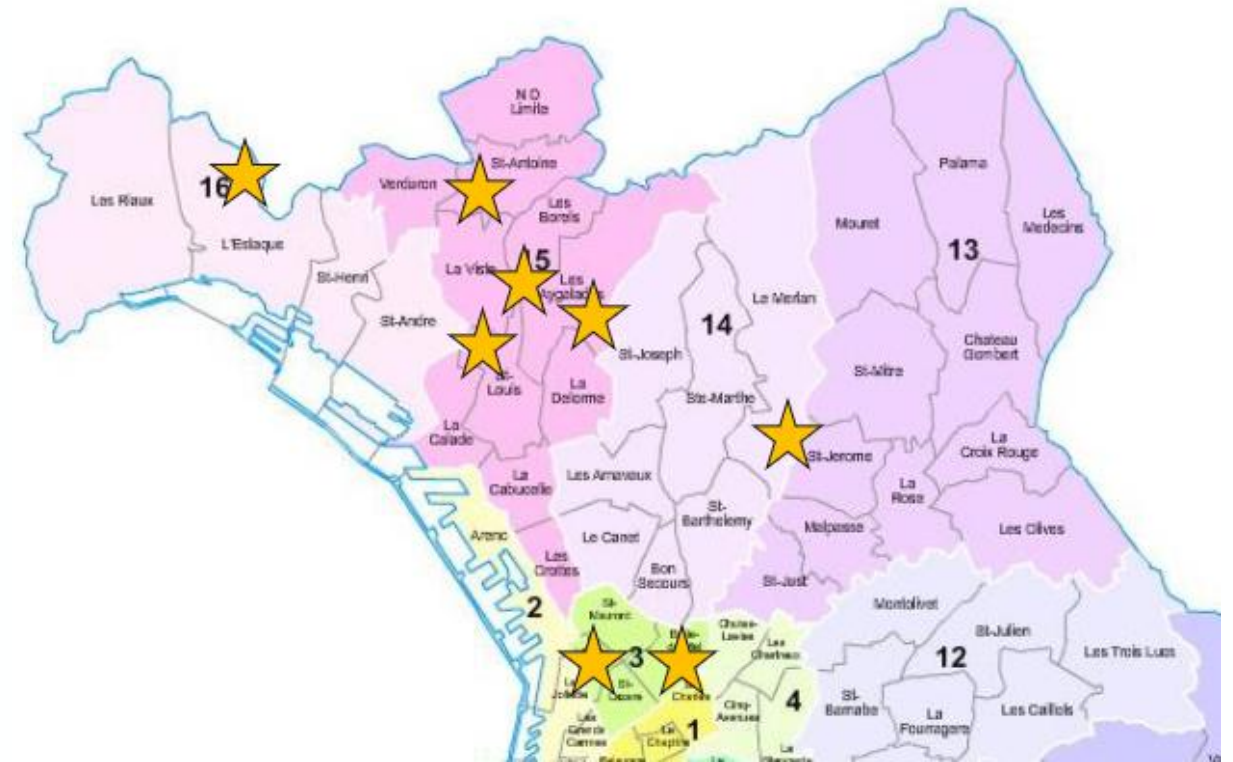 N D
Limite
St-Antoine
Verduron
Les
Borels
Les Riaux
16
L'Estaque
St-Henri
La Viste
15
Les
Aygalades
St-Andre
St-Joseph
14
Le Merlan
Mouret
Palama
13
Les
Medecins
Chateau
Gombert
St-Mitre
St-
Louis
La
Delorme
Ste-Marthe
La
Calade
La
Cabucelle
Les Arnavaux
St-Jerome
La
Croix Rouge
La
Rose
Les Olives
Arenc
Le Canet
St-
Barthelemy
Malpasse
Les
Crottes
Bon
Secours
St-Just
2
St-
Mauront
Montolivet
St-Julien
12
Les Trois Lucs
3
Les
Chartreux
4
St-
Cinq-
Avenues
St-
Barnabe
La
Fourragere
Les Caillols
Carmes
1
Le
La